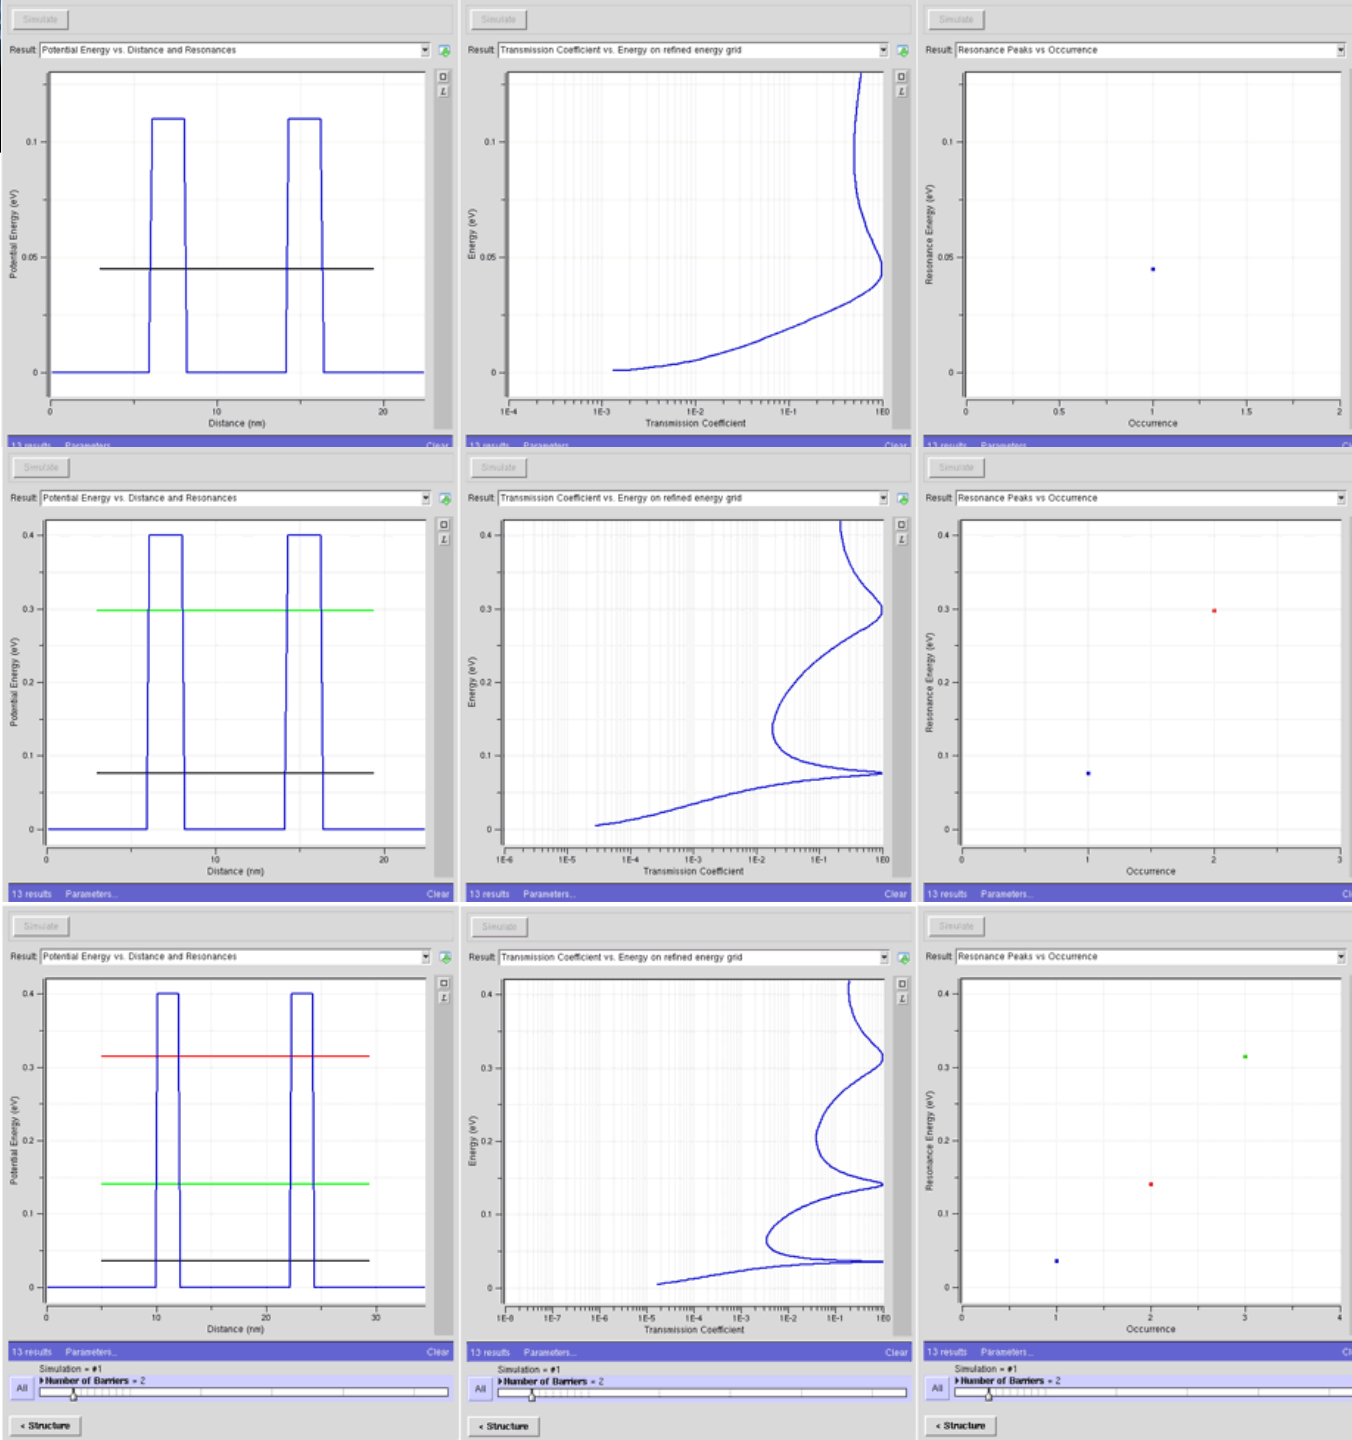 Simulate
Simulate
Simulate
Result: Potential Energy vs. Distance and Resonances
Result: Transmission Coefficient vs. Energy on refined energy grid
Result: Resonance Peaks vs Occurrence
L
L
Potential Energy (eV)
0.1
0.05
0
0
10
20
Distance (nm)
Energy (eV)
0.1
0.05
0
1E-4
1E-3
1E-2
1E-1
1E0
Transmission Coefficient
Resonance Energy (eV)
0.1
0.05
0
0
0.5
1
1.5
2
Occurrence
13 results Parameters... Clear
13 results Parameters... Clear
13 results Parameters...
Simulate
Simulate
Simulate
Result: Potential Energy vs. Distance and Resonances
Result: Transmission Coefficient vs. Energy on refined energy grid
Result: Resonance Peaks vs Occurrence
L
L
Potential Energy (eV)
0.4
0.3
0.2
0.1
0
0
10
20
Distance (nm)
Energy (eV)
0.4
0.3
0.2
0.1
0
1E-6
1E-5
1E-4
1E-3
1E-2
1E-1
1E0
Transmission Coefficient
Resonance Energy (eV)
0.4
0.3
0.2
0.1
0
0
1
2
3
Occurrence
13 results Parameters... Clear
13 results Parameters... Clear
13 results Parameters... Cl
Simulate
Simulate
Simulate
Result: Potential Energy vs. Distance and Resonances
Result: Transmission Coefficient vs. Energy on refined energy grid
Result: Resonance Peaks vs Occurrence
L
L
Potential Energy (eV)
0.4
0.3
0.2
0.1
0
0
10
20
30
Distance (nm)
Energy (eV)
0.4
0.3
0.2
0.1
0
1E-8
1E-7
1E-6
1E-5
1E-4
1E-3
1E-2
1E-1
1E0
Transmission Coefficient
Resonance Energy (eV)
0.4
0.3
0.2
0.1
0
0
1
2
3
4
Occurrence
13 results Parameters... Clear
13 results Parameters... Clear
13 results Parameters... Cl
Simulation = #1
All
Number of Barriers = 2
Simulation = #1
All
Number of Barriers = 2
Simulation = #1
All
Number of Barriers = 2
< Structure
< Structure
< Structure